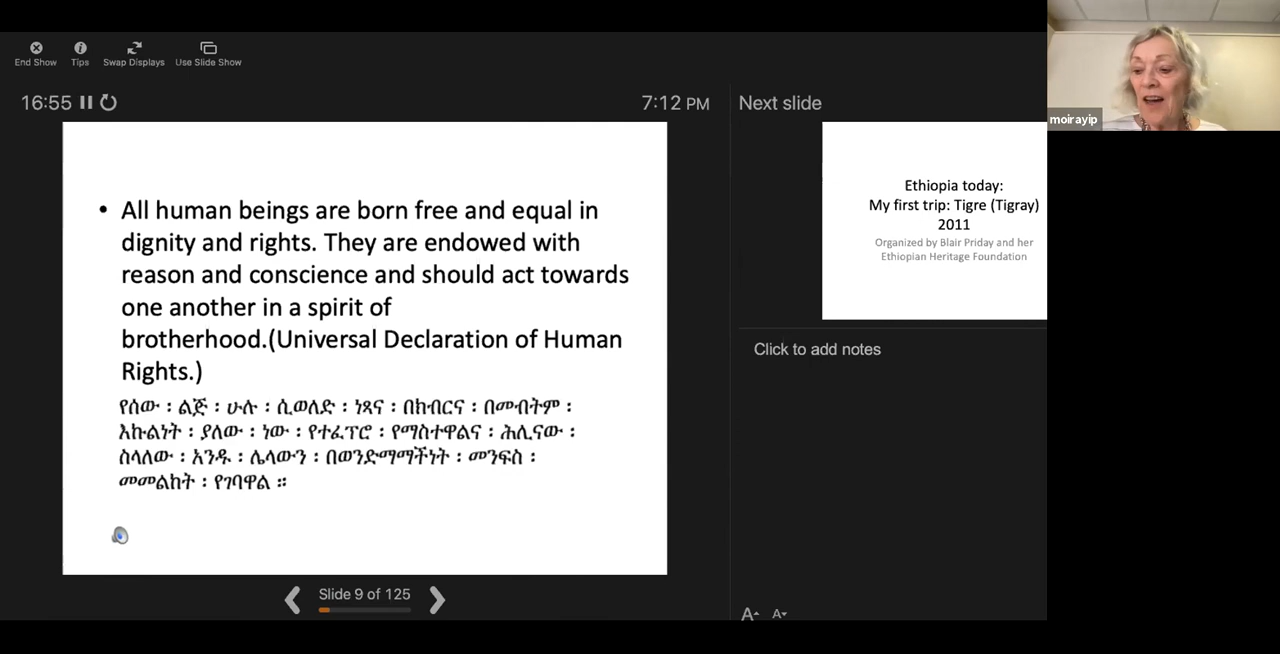 End Show
Tips
Swap Displays
Use Slide Show
16:55
7:12 PM
Next slide
moirayip
• All human beings are born free and equal in
dignity and rights. They are endowed with
reason and conscience and should act towards
one another in a spirit of
brotherhood.(Universal Declaration of Human
Rights.)
የሰው ፡ ልጅ ፡ ሁሉ ፡ ሲወለድ ፡ ነጻና ፡ በክብርና ፡ በመብትም ፡
እኩልነት ፡ ያለው ፡ ነው ፡ የተፈፕሮ ፡ የማስተዋልና ፡ ሕሊናው ፡
ስላለው ፡ አንዱ ፡ ሌላውን ፡ በወንድማማችነት ፡ መንፍስ ፡
መመልከት ፡ የገባዋል ።
Ethiopia today:
My first trip: Tigre (Tigray)
2011
Organized by Blair Priday and her
Ethiopian Heritage Foundation
Click to add notes
Slide 9 of 125
A A